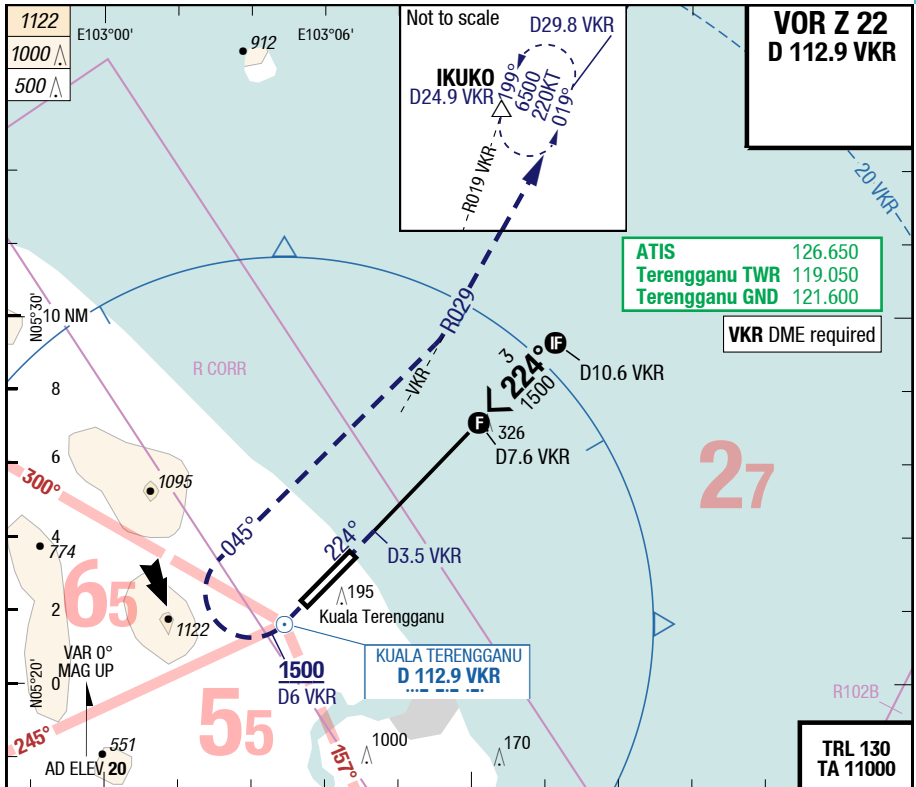 1122
1000
500
E103°00'
912
E103°06'
Not to scale
D29.8 VKR
IKUKO
D24.9 VKR
199°
6500
220KT
019°
R019 VKR
VOR Z 22
D 112.9 VKR
20 VKR
ATIS 126.650
Terengganu TWR 119.050
Terengganu GND 121.600
VKR DME required
N05°30'
10 NM
8
6
4
2
0
N05°20'
R CORR
R029
VKR
3
224°
1500
IF
D10.6 VKR
F
326
D7.6 VKR
27
300°
1095
045°
224°
D3.5 VKR
774
65
1122
195
Kuala Terengganu
VAR 0°
MAG UP
1500
D6 VKR
KUALA TERENGGANU
D 112.9 VKR
55
245°
551
AD ELEV 20
157°
1000
170
R102B
TRL 130
TA 11000